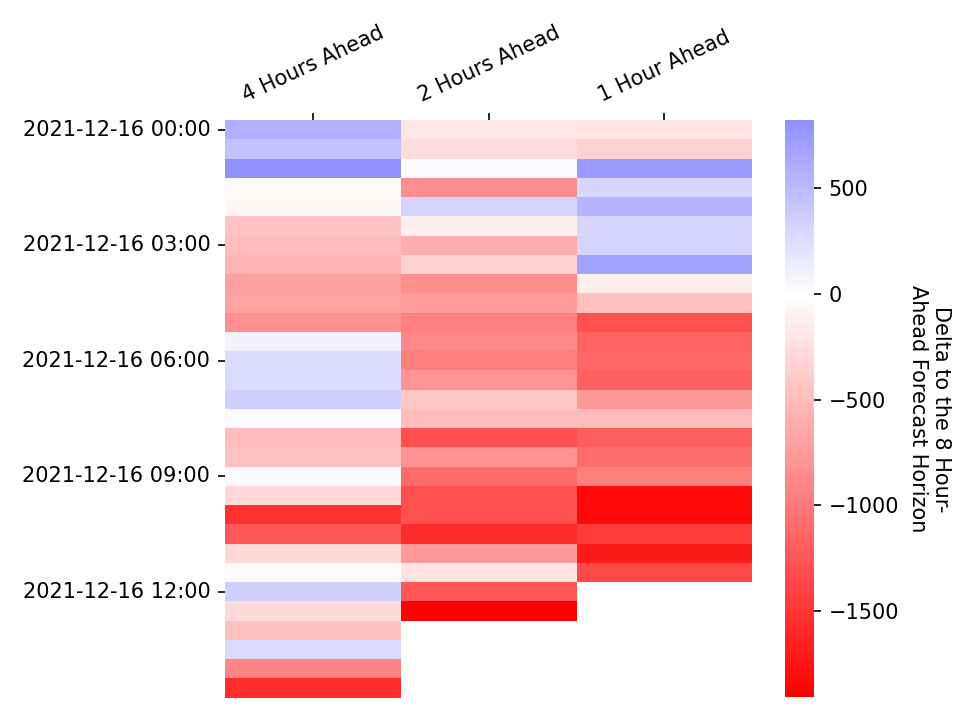 4 Hours Ahead
2 Hours Ahead
1 Hour Ahead
2021-12-16 00:00
2021-12-16 03:00
2021-12-16 06:00
2021-12-16 09:00
2021-12-16 12:00
500
0
−500
−1000
−1500
Delta to the 8 Hour-
Ahead Forecast Horizon